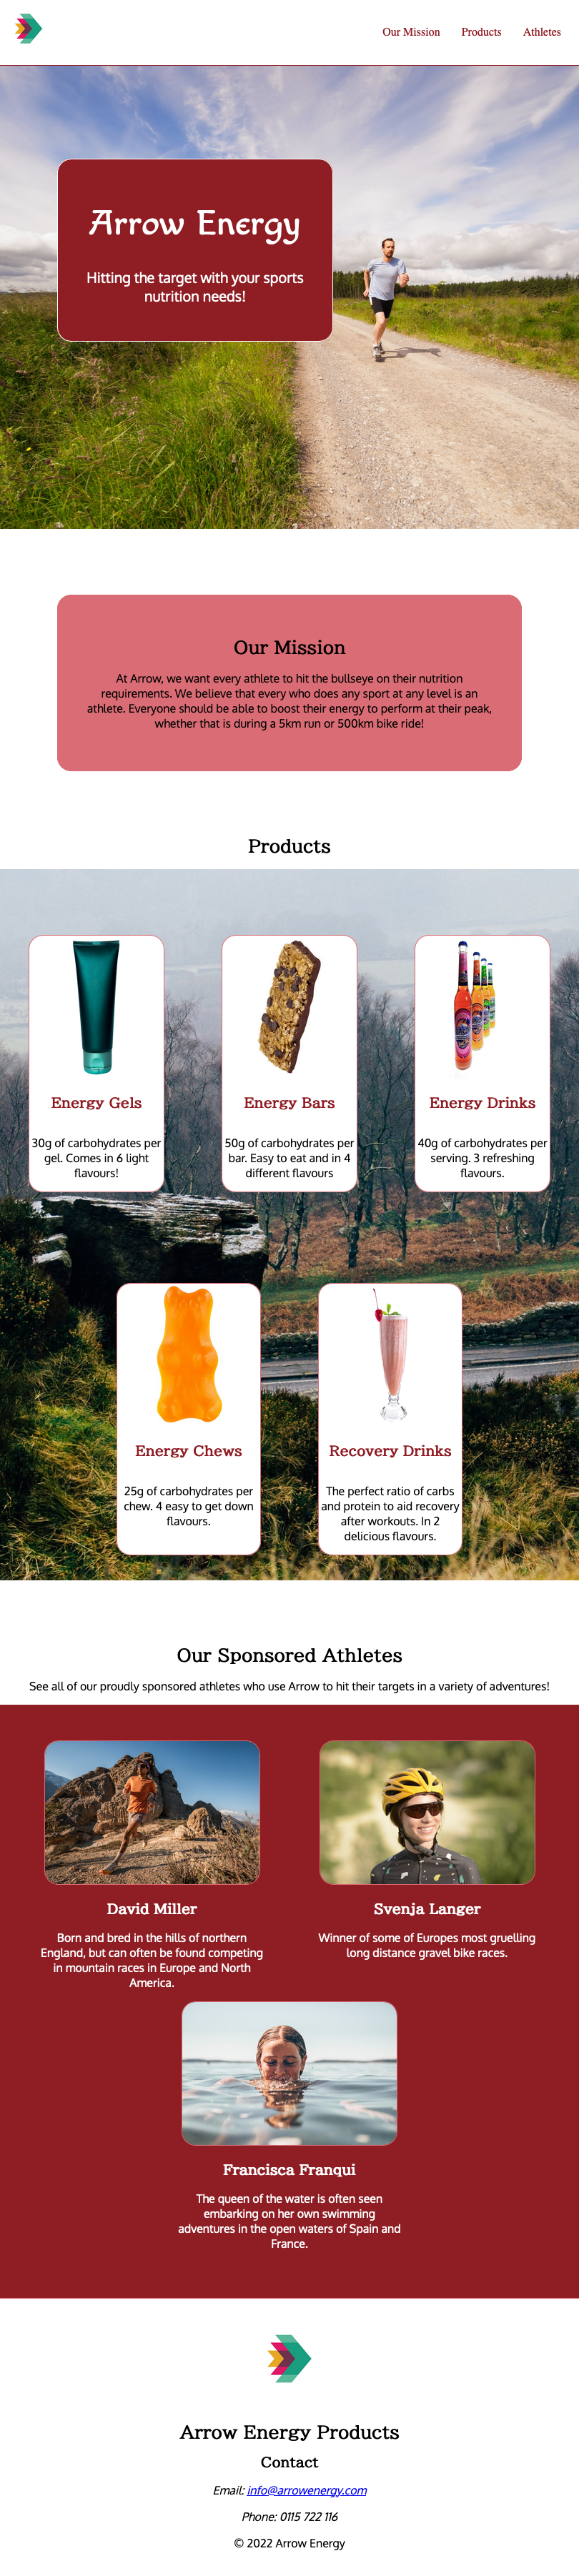 Our Mission Products Athletes
Arrow Energy
Hitting the target with your sports
nutrition needs!
Our Mission
At Arrow, we want every athlete to hit the bullseye on their nutrition
requirements. We believe that every who does any sport at any level is an
athlete. Everyone should be able to boost their energy to perform at their peak,
whether that is during a 5km run or 500km bike ride!
Products
Energy Gels
30g of carbohydrates per
gel. Comes in 6 light
flavours!
Energy Bars
50g of carbohydrates per
bar. Easy to eat and in 4
different flavours
Energy Drinks
40g of carbohydrates per
serving. 3 refreshing
flavours.
Energy Chews
25g of carbohydrates per
chew. 4 easy to get down
flavours.
Recovery Drinks
The perfect ratio of carbs
and protein to aid recovery
after workouts. In 2
delicious flavours.
Our Sponsored Athletes
See all of our proudly sponsored athletes who use Arrow to hit their targets in a variety of adventures!
David Miller
Born and bred in the hills of northern
England, but can often be found competing
in mountain races in Europe and North
America.
Svenja Langer
Winner of some of Europes most gruelling
long distance gravel bike races.
Francisca Franqui
The queen of the water is often seen
embarking on her own swimming
adventures in the open waters of Spain and
France.
Arrow Energy Products
Contact
Email: info@arrowenergy.com
Phone: 0115 722 116
© 2022 Arrow Energy